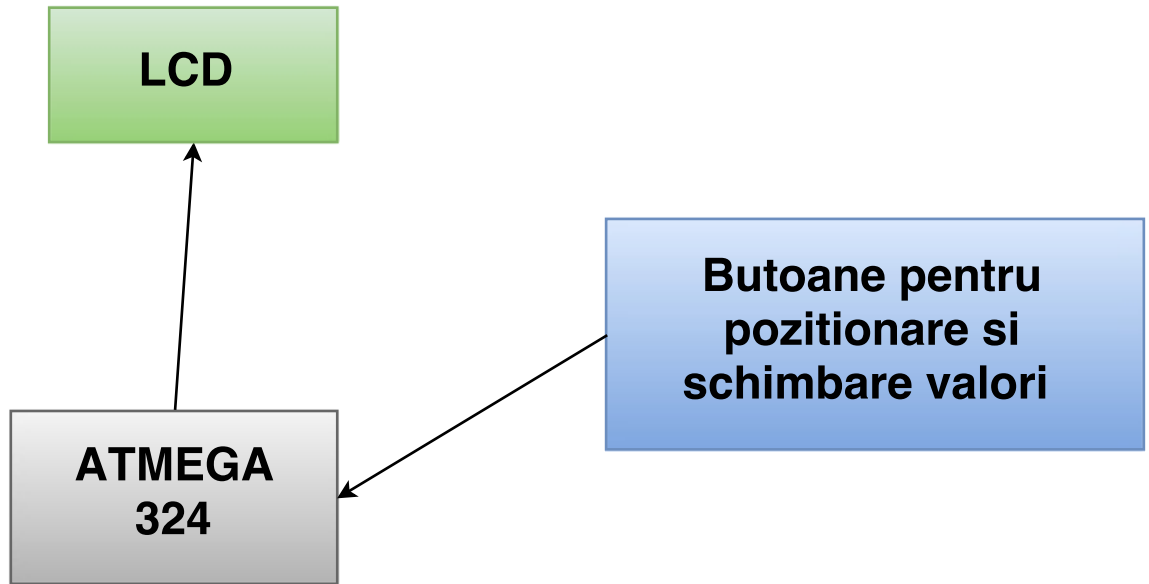 LCD
Butoane pentru
pozitionare si
schimbare valori
ATMEGA
324